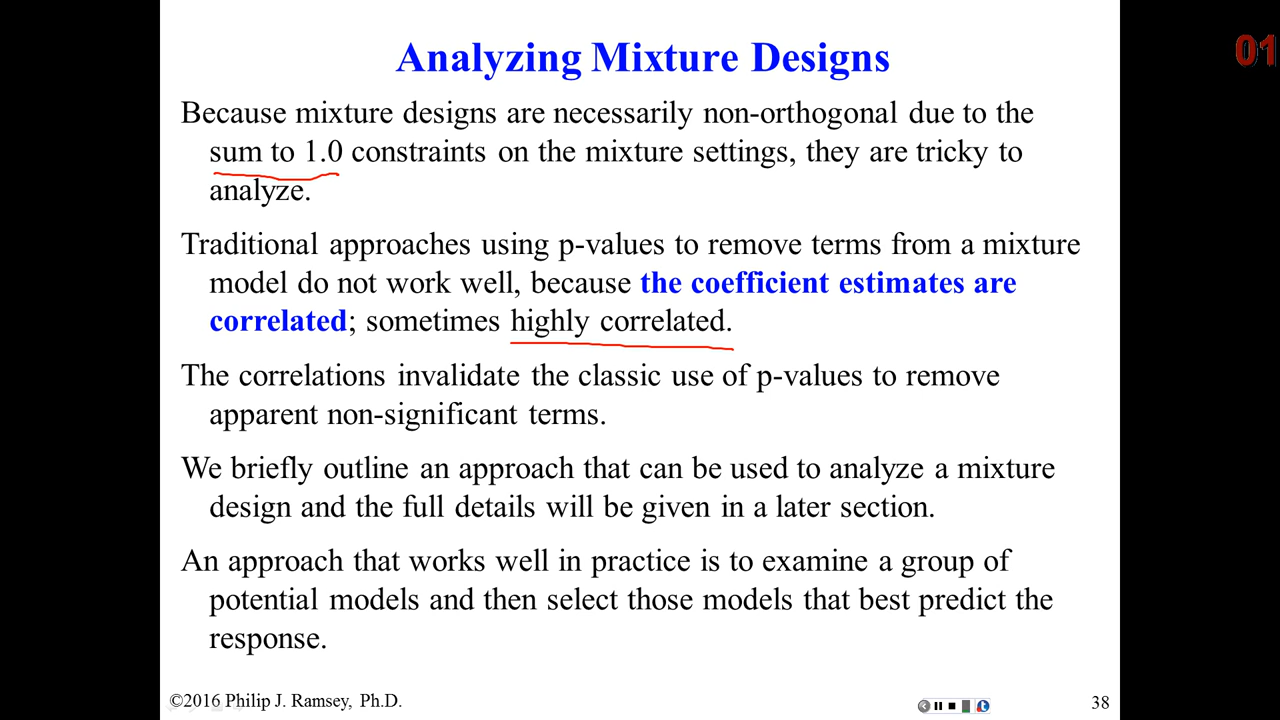 Analyzing Mixture Designs
01
Because mixture designs are necessarily non-orthogonal due to the
sum to 1.0 constraints on the mixture settings, they are tricky to
analyze.
Traditional approaches using p-values to remove terms from a mixture
model do not work well, because the coefficient estimates are
correlated; sometimes highly correlated.
The correlations invalidate the classic use of p-values to remove
apparent non-significant terms.
We briefly outline an approach that can be used to analyze a mixture
design and the full details will be given in a later section.
An approach that works well in practice is to examine a group of
potential models and then select those models that best predict the
response.
©2016 Philip J. Ramsey, Ph.D.
38